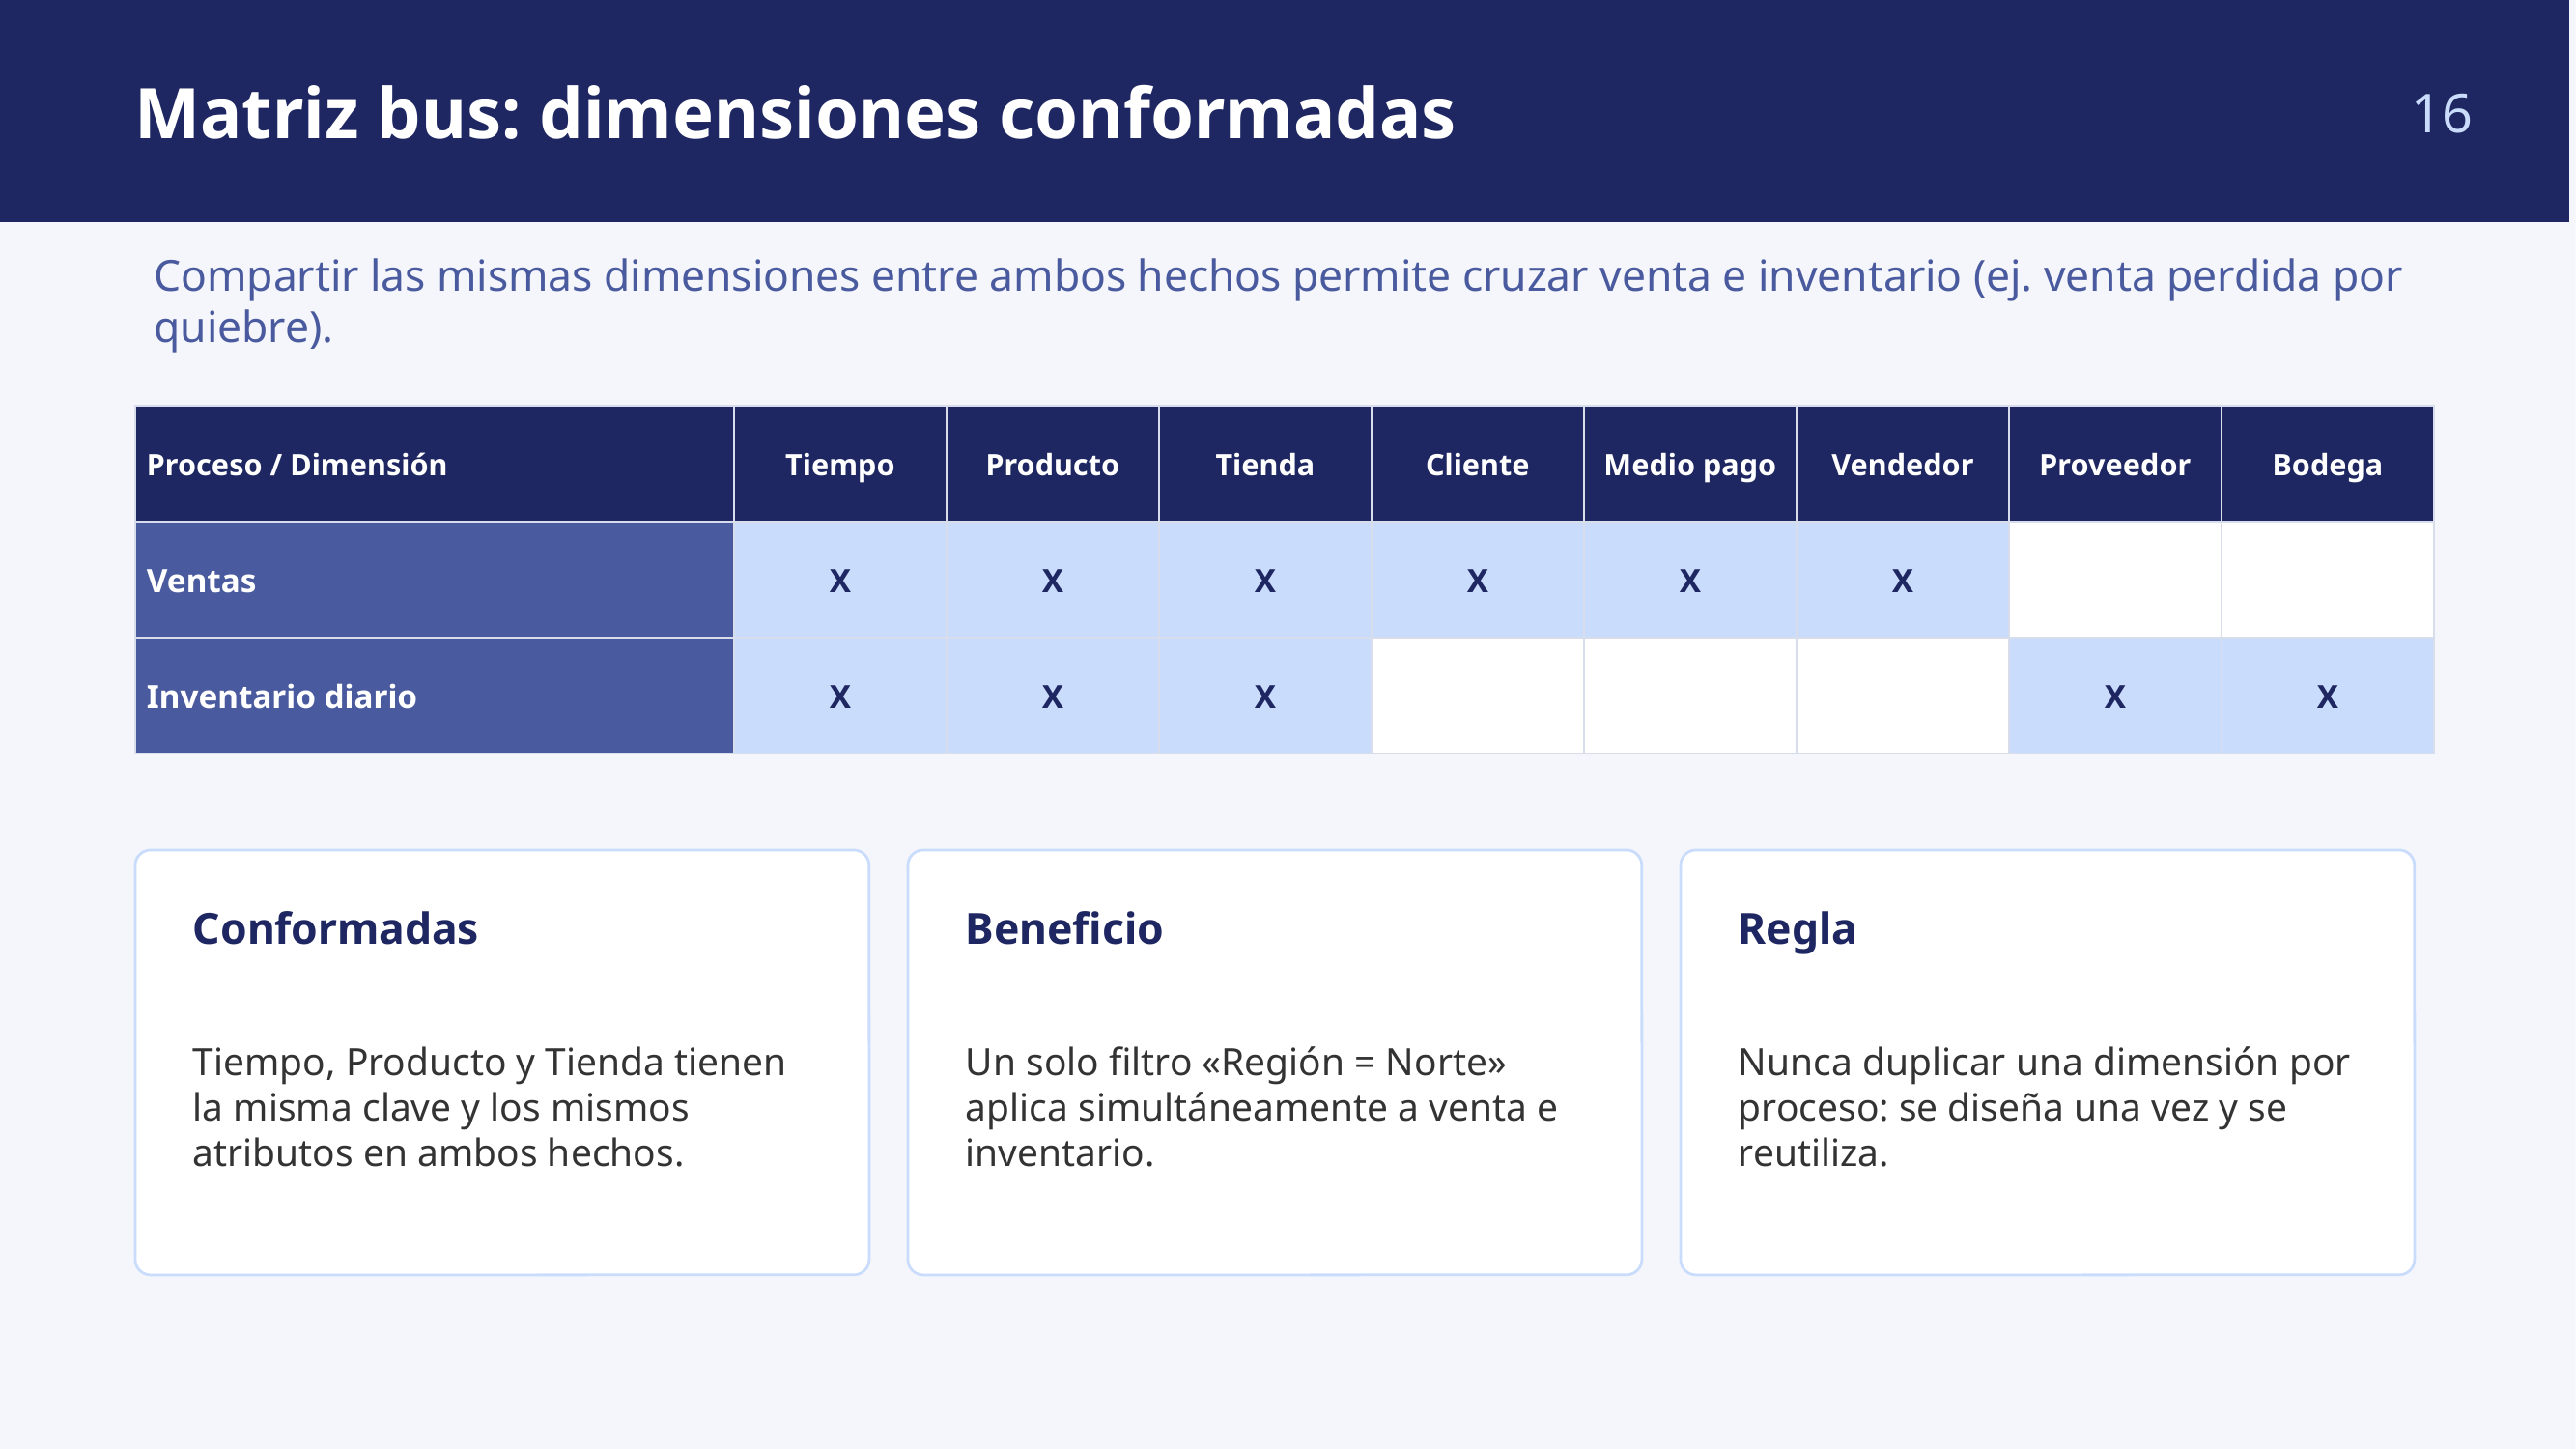 Matriz bus: dimensiones conformadas
16
Compartir las mismas dimensiones entre ambos hechos permite cruzar venta e inventario (ej. venta perdida por
quiebre).
Proceso / Dimensión Tiempo Producto Tienda Cliente Medio pago Vendedor Proveedor Bodega
Ventas X X X X X X
Inventario diario X X X X X
Conformadas
Tiempo, Producto y Tienda tienen
la misma clave y los mismos
atributos en ambos hechos.
Beneficio
Un solo filtro «Región = Norte»
aplica simultáneamente a venta e
inventario.
Regla
Nunca duplicar una dimensión por
proceso: se diseña una vez y se
reutiliza.